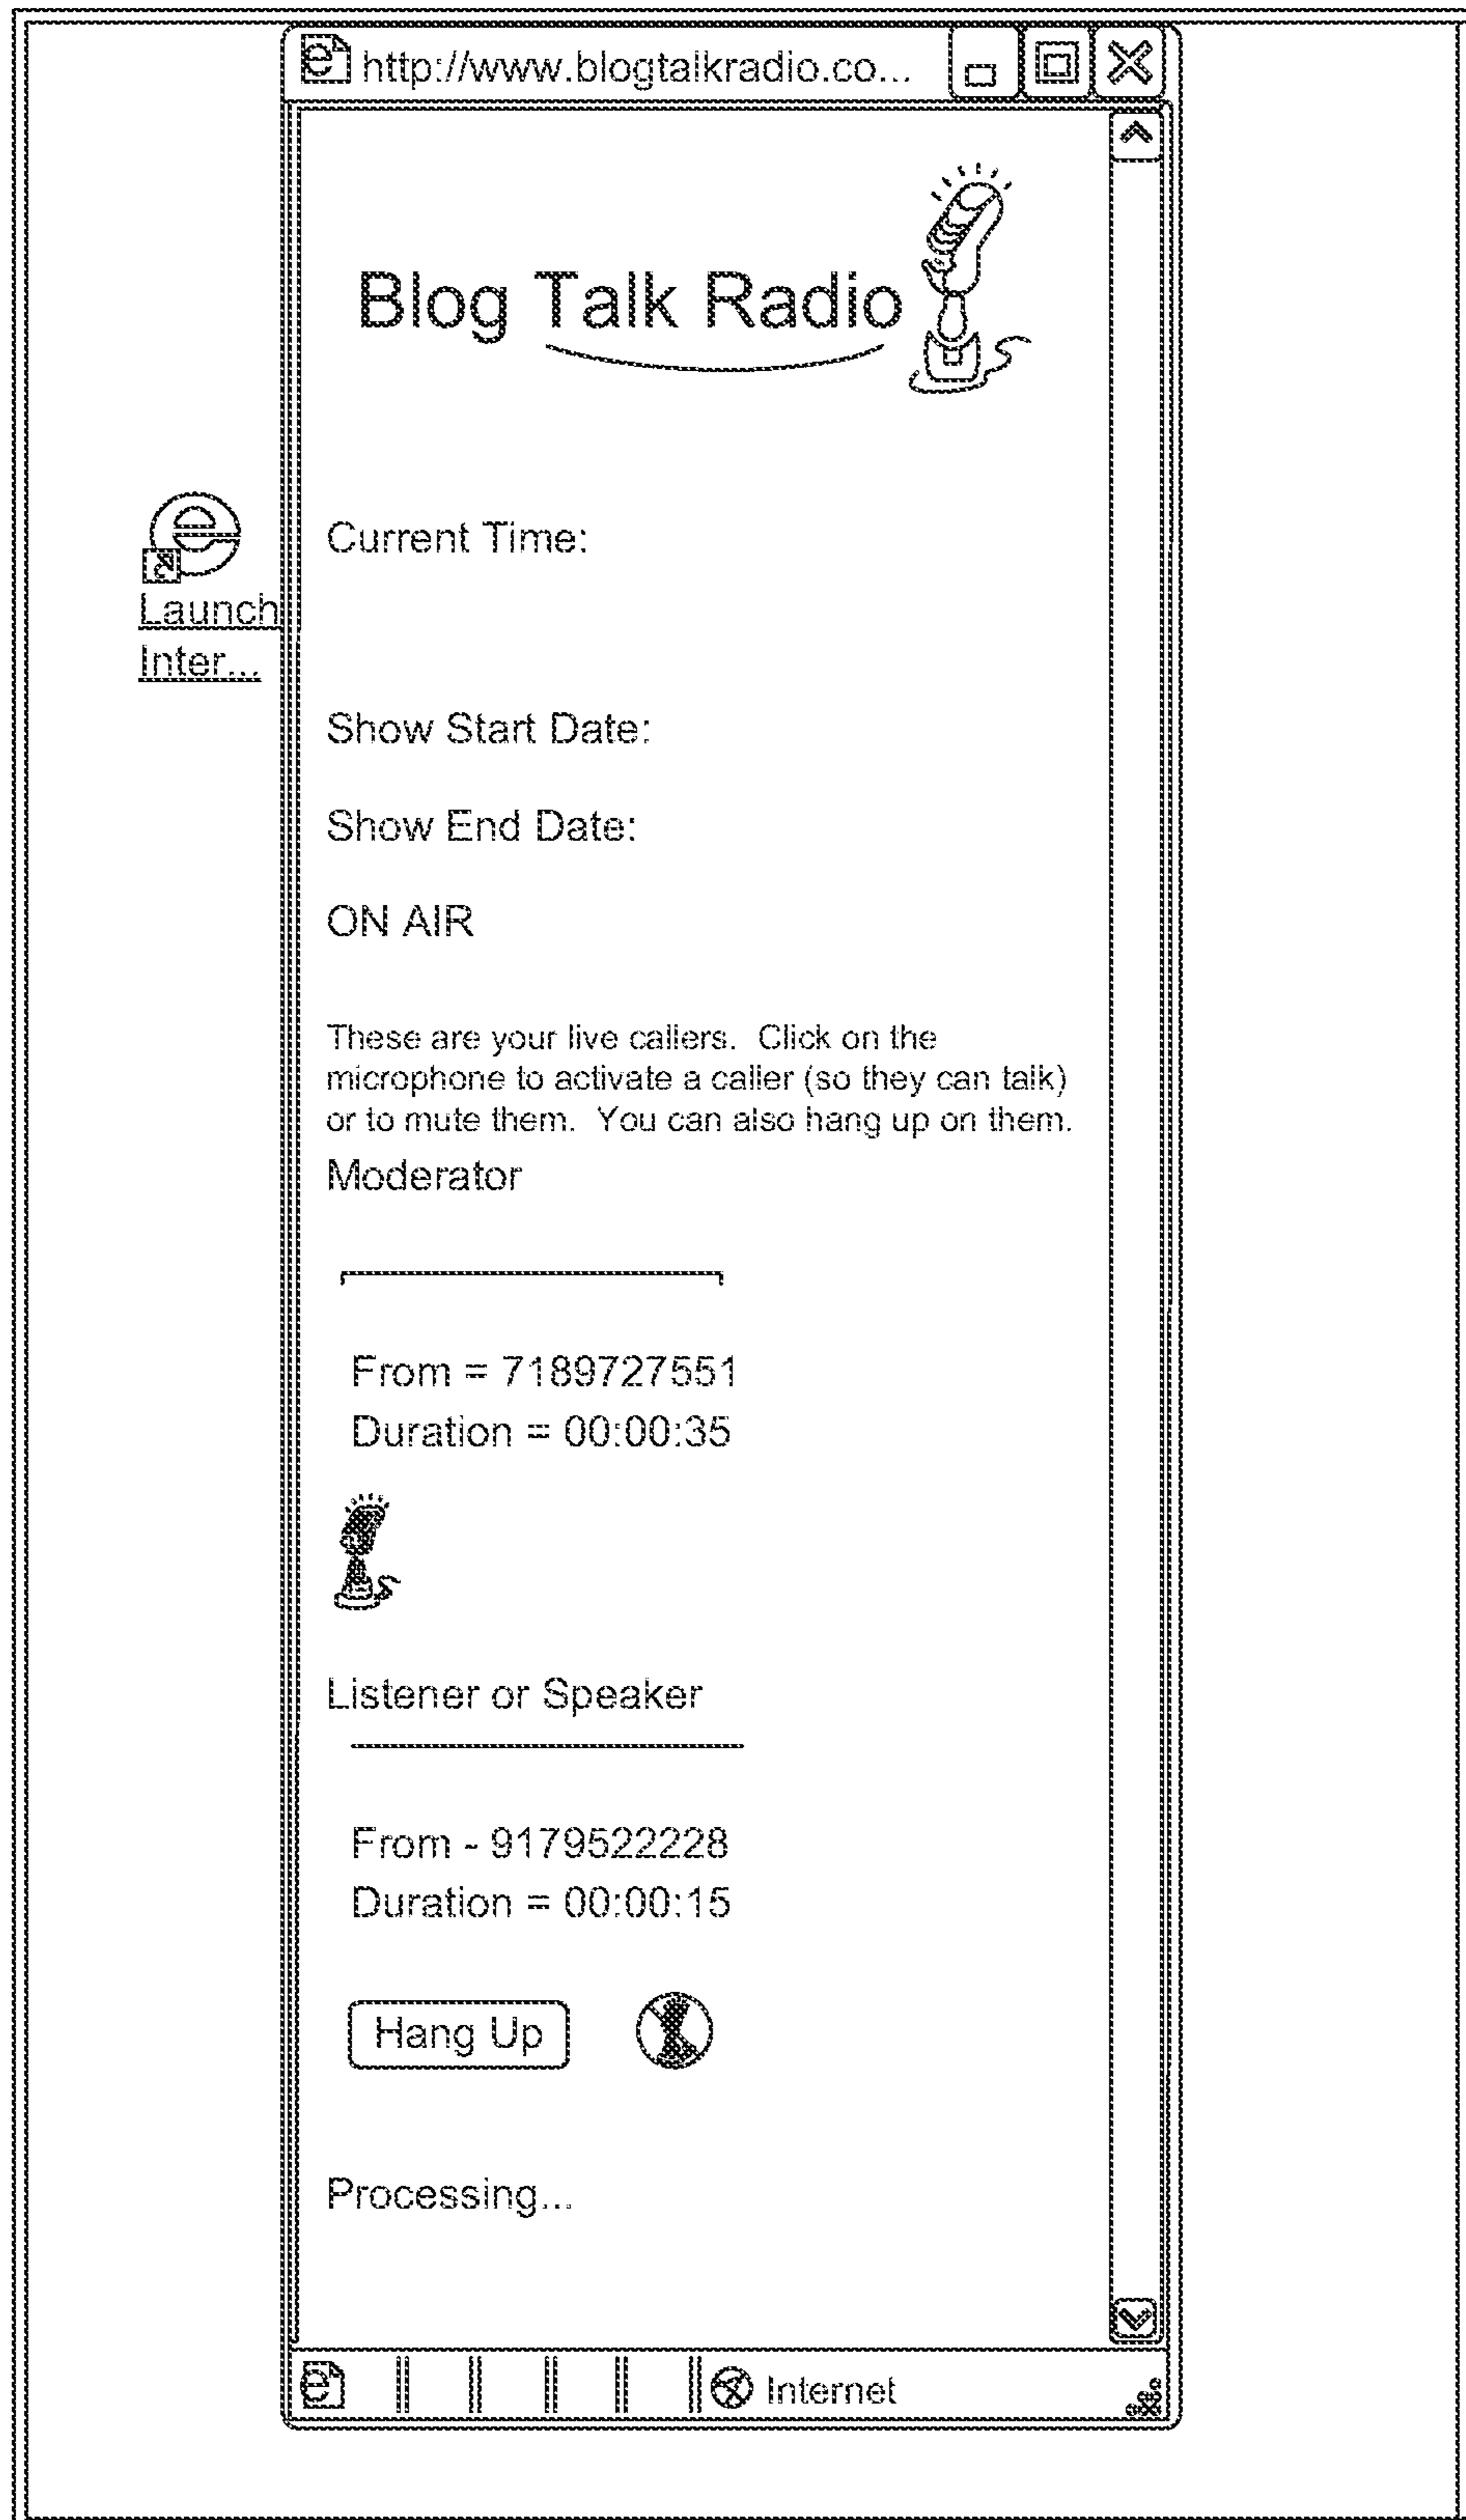 http://www.blogtalkradio.co...
Blog Talk Radio
Launch
Inter...
Current Time:
Show Start Date:
Show End Date:
ON AIR
These are your live callers. Click on the
microphone to activate a caller (so they can talk)
or to mute them. You can also hang up on them.
Moderator
From = 7189727551
Duration = 00:00:35
Listener or Speaker
From - 9179522228
Duration = 00:00:15
Hang Up
Processing...
Internet